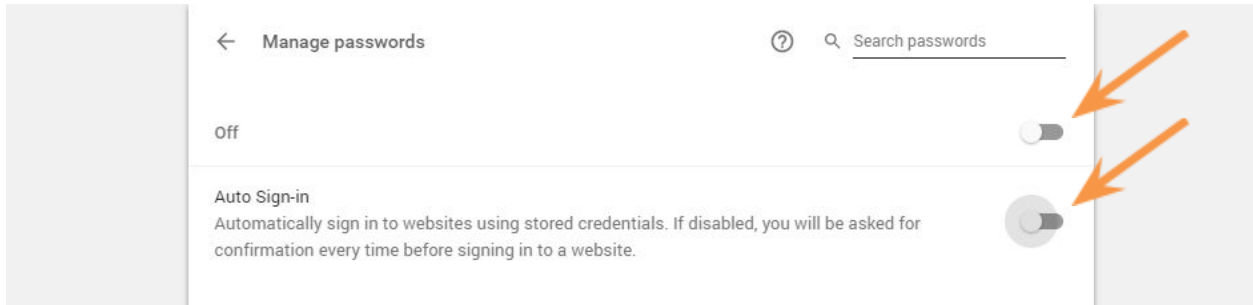 Manage passwords
Search passwords
Off
Auto Sign-in
Automatically sign in to websites using stored credentials. If disabled, you will be asked for
confirmation every time before signing in to a website.